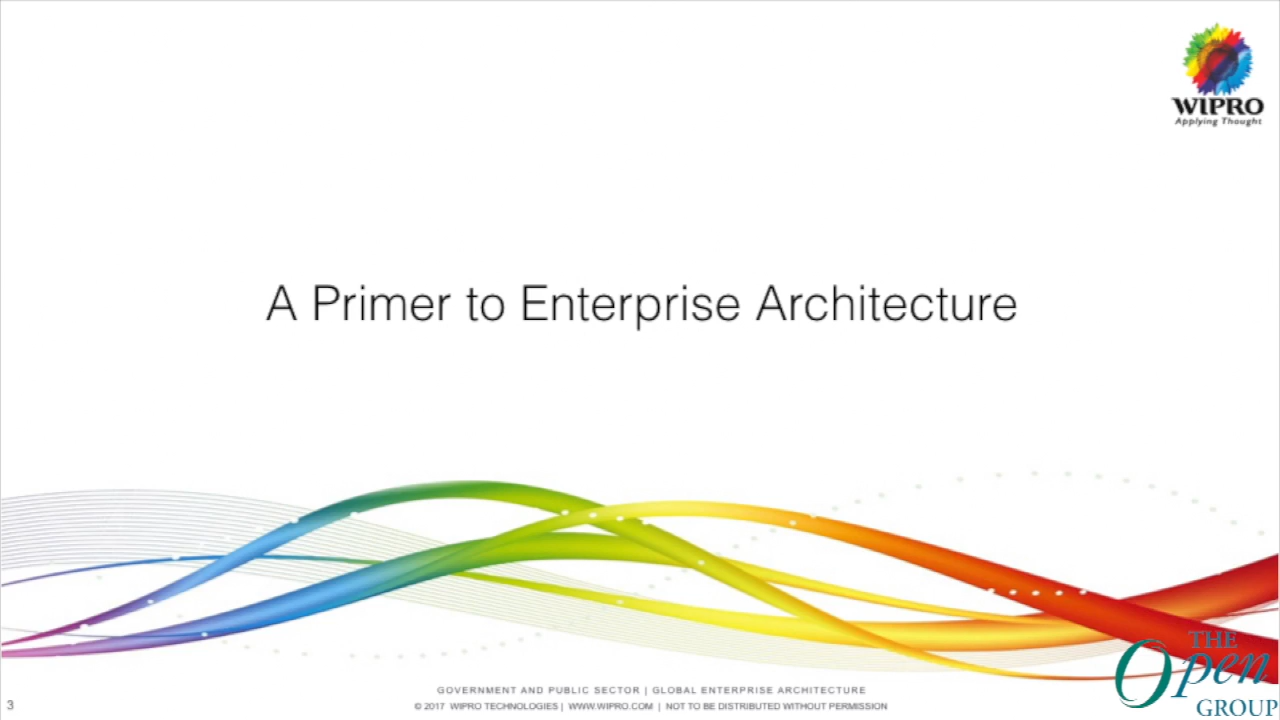 WIPRO
Applying Thought
A Primer to Enterprise Architecture
THE
Open
GROUP
GOVERNMENT AND PUBLIC SECTOR | GLOBAL ENTERPRISE ARCHITECTURE
3
© 2017 WIPRO TECHNOLOGIES | WWW.WIPRO.COM | NOT TO BE DISTRIBUTED WITHOUT PERMISSION